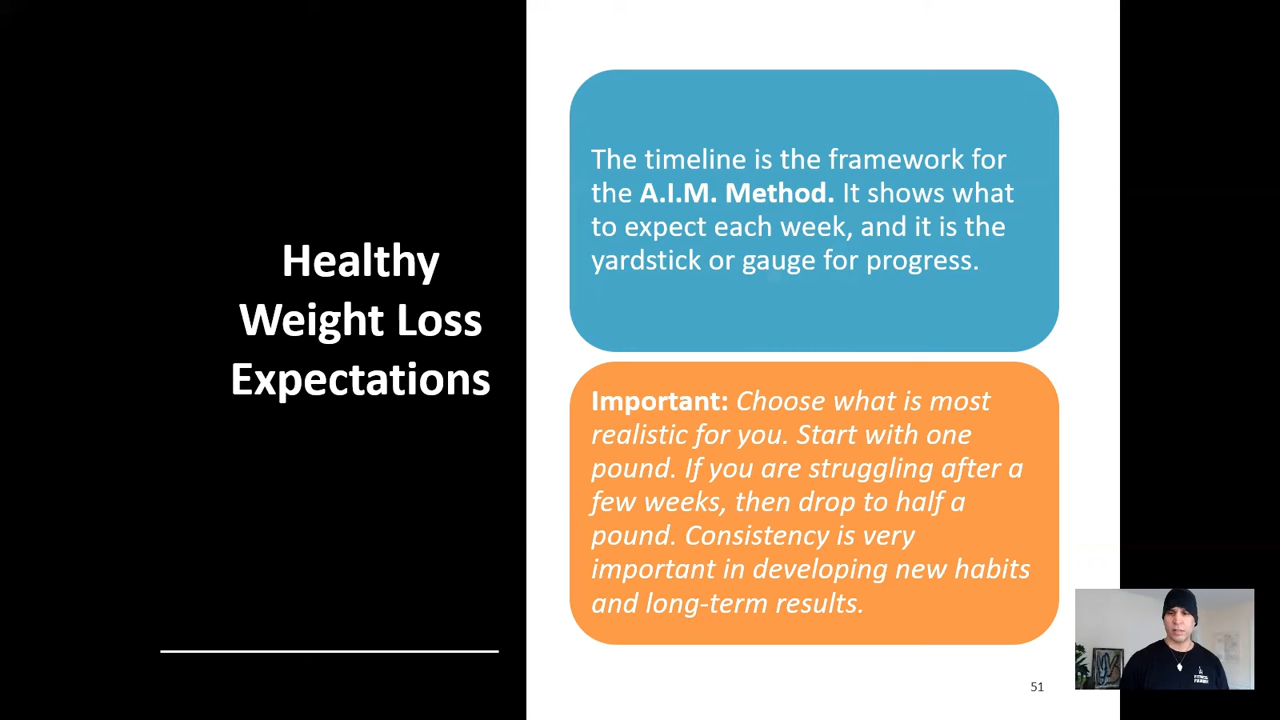 Healthy
Weight Loss
Expectations
The timeline is the framework for
the A.I.M. Method. It shows what
to expect each week, and it is the
yardstick or gauge for progress.
Important: Choose what is most
realistic for you. Start with one
pound. If you are struggling after a
few weeks, then drop to half a
pound. Consistency is very
important in developing new habits
and long-term results.
51